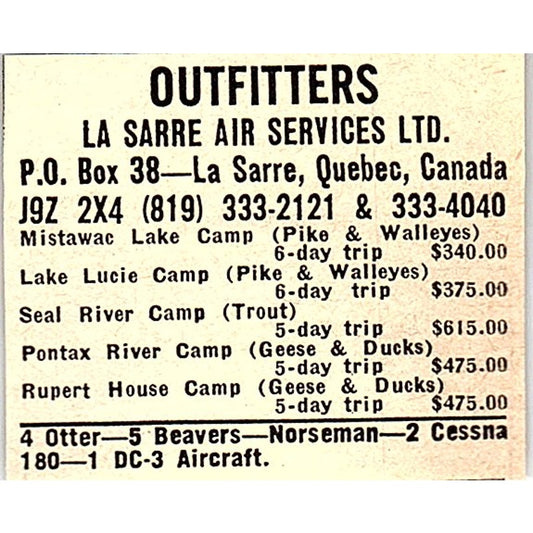 OUTFITTERS
LA SARRE AIR SERVICES LTD.
P.O. Box 38—La Sarre, Quebec, Canada
J9Z 2X4 (819) 333-2121 & 333-4040
Mistawac Lake Camp (Pike & Walleyes)
6-day trip $340.00
Lake Lucie Camp (Pike & Walleyes)
6-day trip $375.00
Seal River Camp (Trout)
5-day trip $615.00
Pontax River Camp (Geese & Ducks)
5-day trip $475.00
Rupert House Camp (Geese & Ducks)
5-day trip $475.00
4 Otter—5 Beavers—Norseman—2 Cessna
180—1 DC-3 Aircraft.